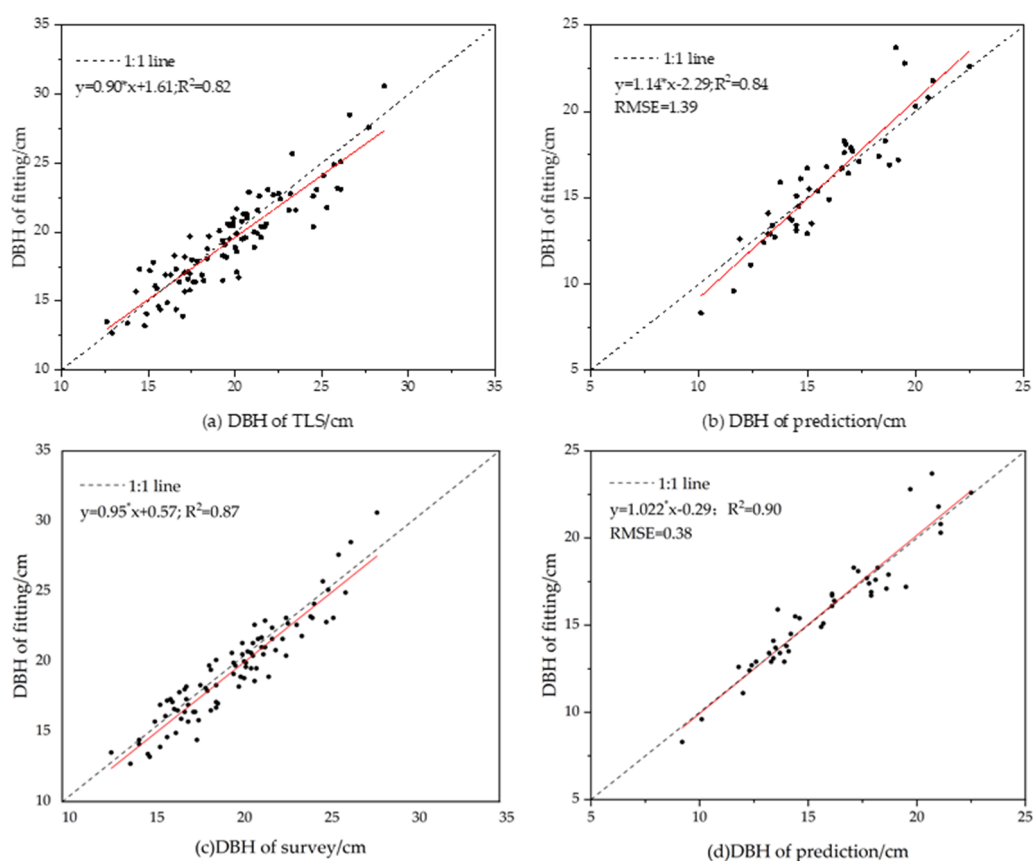 35
30
25
20
15
10
DBH of fitting/cm
1:1 line
y=0.90*x+1.61;R²=0.82
10 15 20 25 30 35
(a) DBH of TLS/cm
25
20
15
10
5
DBH of fitting/cm
1:1 line
y=1.14*x-2.29;R²=0.84
RMSE=1.39
5 10 15 20 25
(b) DBH of prediction/cm
35
30
25
20
15
10
DBH of fitting/cm
1:1 line
y=0.95*x+0.57; R²=0.87
10 15 20 25 30 35
(c)DBH of survey/cm
25
20
15
10
5
DBH of fitting/cm
1:1 line
y=1.022*x-0.29; R²=0.90
RMSE=0.38
5 10 15 20 25
(d)DBH of prediction/cm